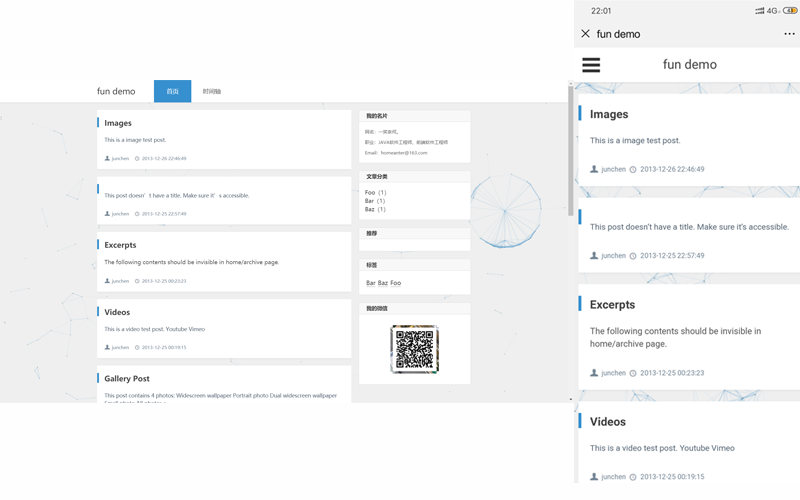 fun demo
首页
时间轴
Images
This is a image test post.
junchen 2013-12-26 22:46:49
This post doesn't have a title. Make sure it's accessible.
junchen 2013-12-25 22:57:49
Excerpts
The following contents should be invisible in home/archive page.
junchen 2013-12-25 00:23:23
Videos
This is a video test post. Youtube Vimeo
junchen 2013-12-25 00:19:15
Gallery Post
This post contains 4 photos: Widescreen wallpaper Portrait photo Dual widescreen wallpaper
我的名片
职业: JAVA软件工程师、前端软件工程师
Email: homeanter@163.com
文章分类
Foo (1)
Bar (1)
Baz (1)
推荐
标签
Bar Baz Foo
我的微信
22:01
4G
fun demo
fun demo
Images
This is a image test post.
junchen 2013-12-26 22:46:49
This post doesn't have a title. Make sure it's accessible.
junchen 2013-12-25 22:57:49
Excerpts
The following contents should be invisible in
home/archive page.
junchen 2013-12-25 00:23:23
Videos
This is a video test post. Youtube Vimeo
junchen 2013-12-25 00:19:15